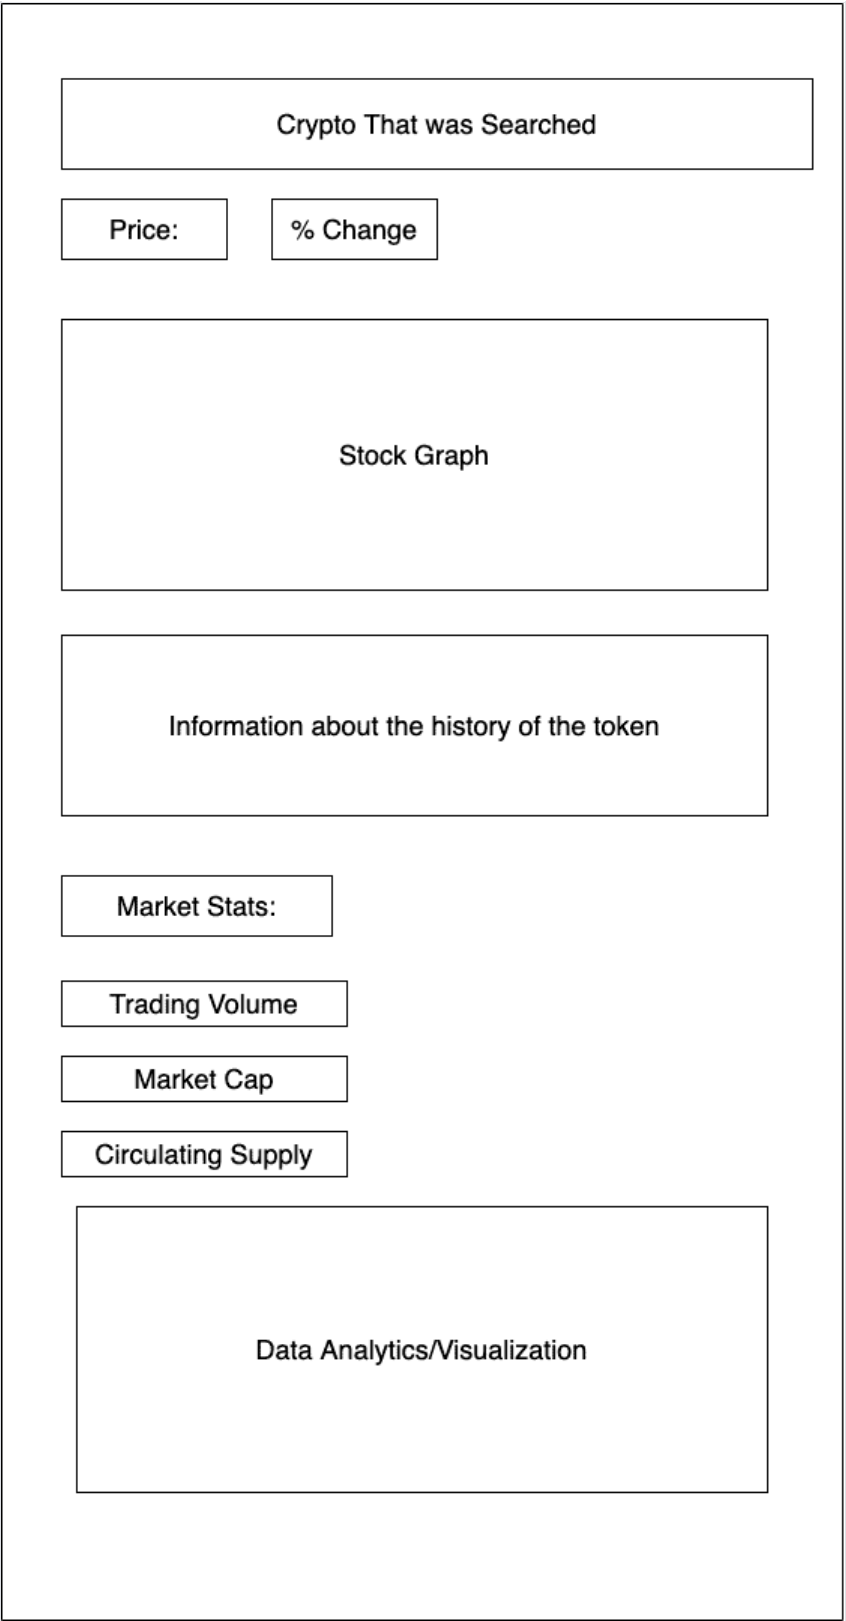 Crypto That was Searched
Price:
% Change
Stock Graph
Information about the history of the token
Market Stats:
Trading Volume
Market Cap
Circulating Supply
Data Analytics/Visualization